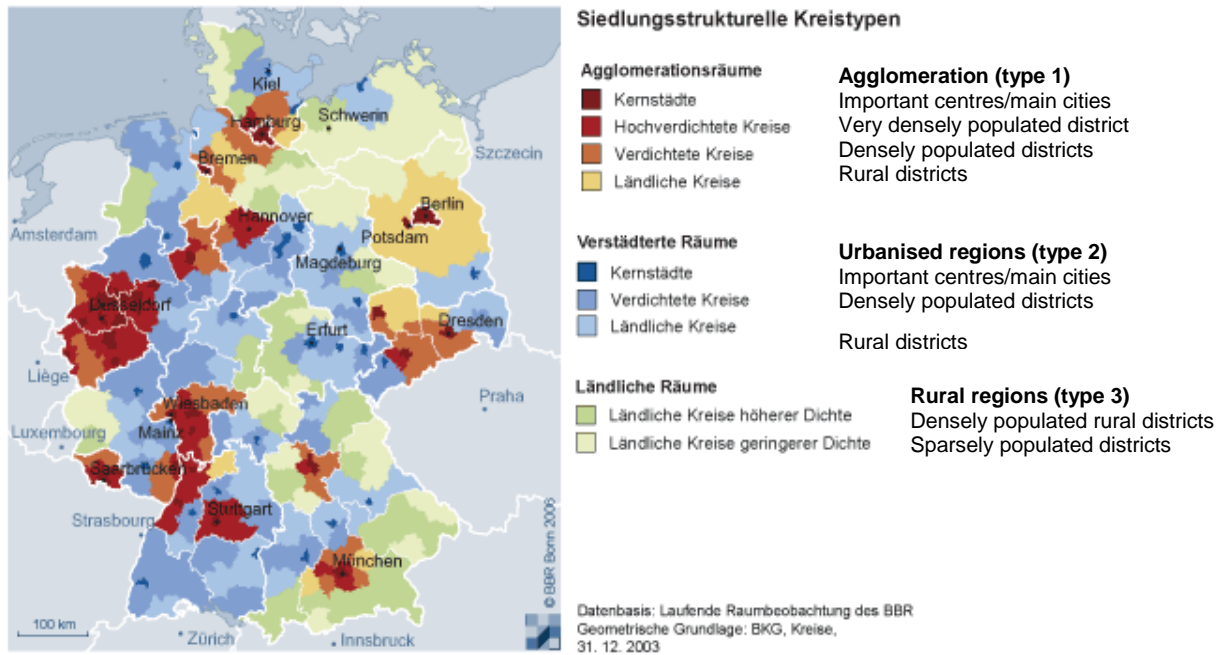 Kiel
Hamburg
Schwerin
Bremen
Szczecin
Hannover
Berlin
Amsterdam
Potsdam
Magdeburg
Düsseldorf
Erfurt
Dresden
Liège
Praha
Wiesbaden
Mainz
Luxembourg
Saarbrücken
Strasbourg
Stuttgart
München
100 km
Zürich
Innsbruck
© BBR Bonn 2006
Siedlungsstrukturelle Kreistypen
Agglomerationsräume
Kernstädte
Hochverdichtete Kreise
Verdichtete Kreise
Ländliche Kreise
Agglomeration (type 1)
Important centres/main cities
Very densely populated district
Densely populated districts
Rural districts
Verstädterte Räume
Kernstädte
Verdichtete Kreise
Ländliche Kreise
Urbanised regions (type 2)
Important centres/main cities
Densely populated districts
Rural districts
Ländliche Räume
Ländliche Kreise höherer Dichte
Ländliche Kreise geringerer Dichte
Rural regions (type 3)
Densely populated rural districts
Sparsely populated districts
Datenbasis: Laufende Raumbeobachtung des BBR
Geometrische Grundlage: BKG, Kreise,
31. 12. 2003